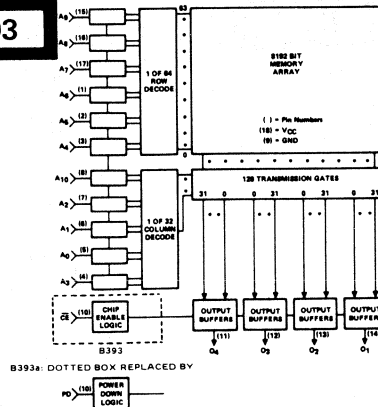 93
A9 (15)
A8 (16)
A7 (17)
A6 (1)
A5 (2)
A4 (3)
A10 (8)
A2 (7)
A1 (6)
A0 (5)
A3 (4)
1 OF 64
ROW
DECODE
63
0
8192 BIT
MEMORY
ARRAY
( ) = Pin Numbers
(18) = VCC
(9) = GND
1 OF 32
COLUMN
DECODE
128 TRANSMISSION GATES
31 0 31 0 31 0 31
CE (10)
CHIP
ENABLE
LOGIC
B393
OUTPUT
BUFFERS
OUTPUT
BUFFERS
OUTPUT
BUFFERS
OUTPUT
BUFFERS
(11) (12) (13) (14
O4 O3 O2 O1
B393a: DOTTED BOX REPLACED BY
PD (10)
POWER
DOWN
LOGIC